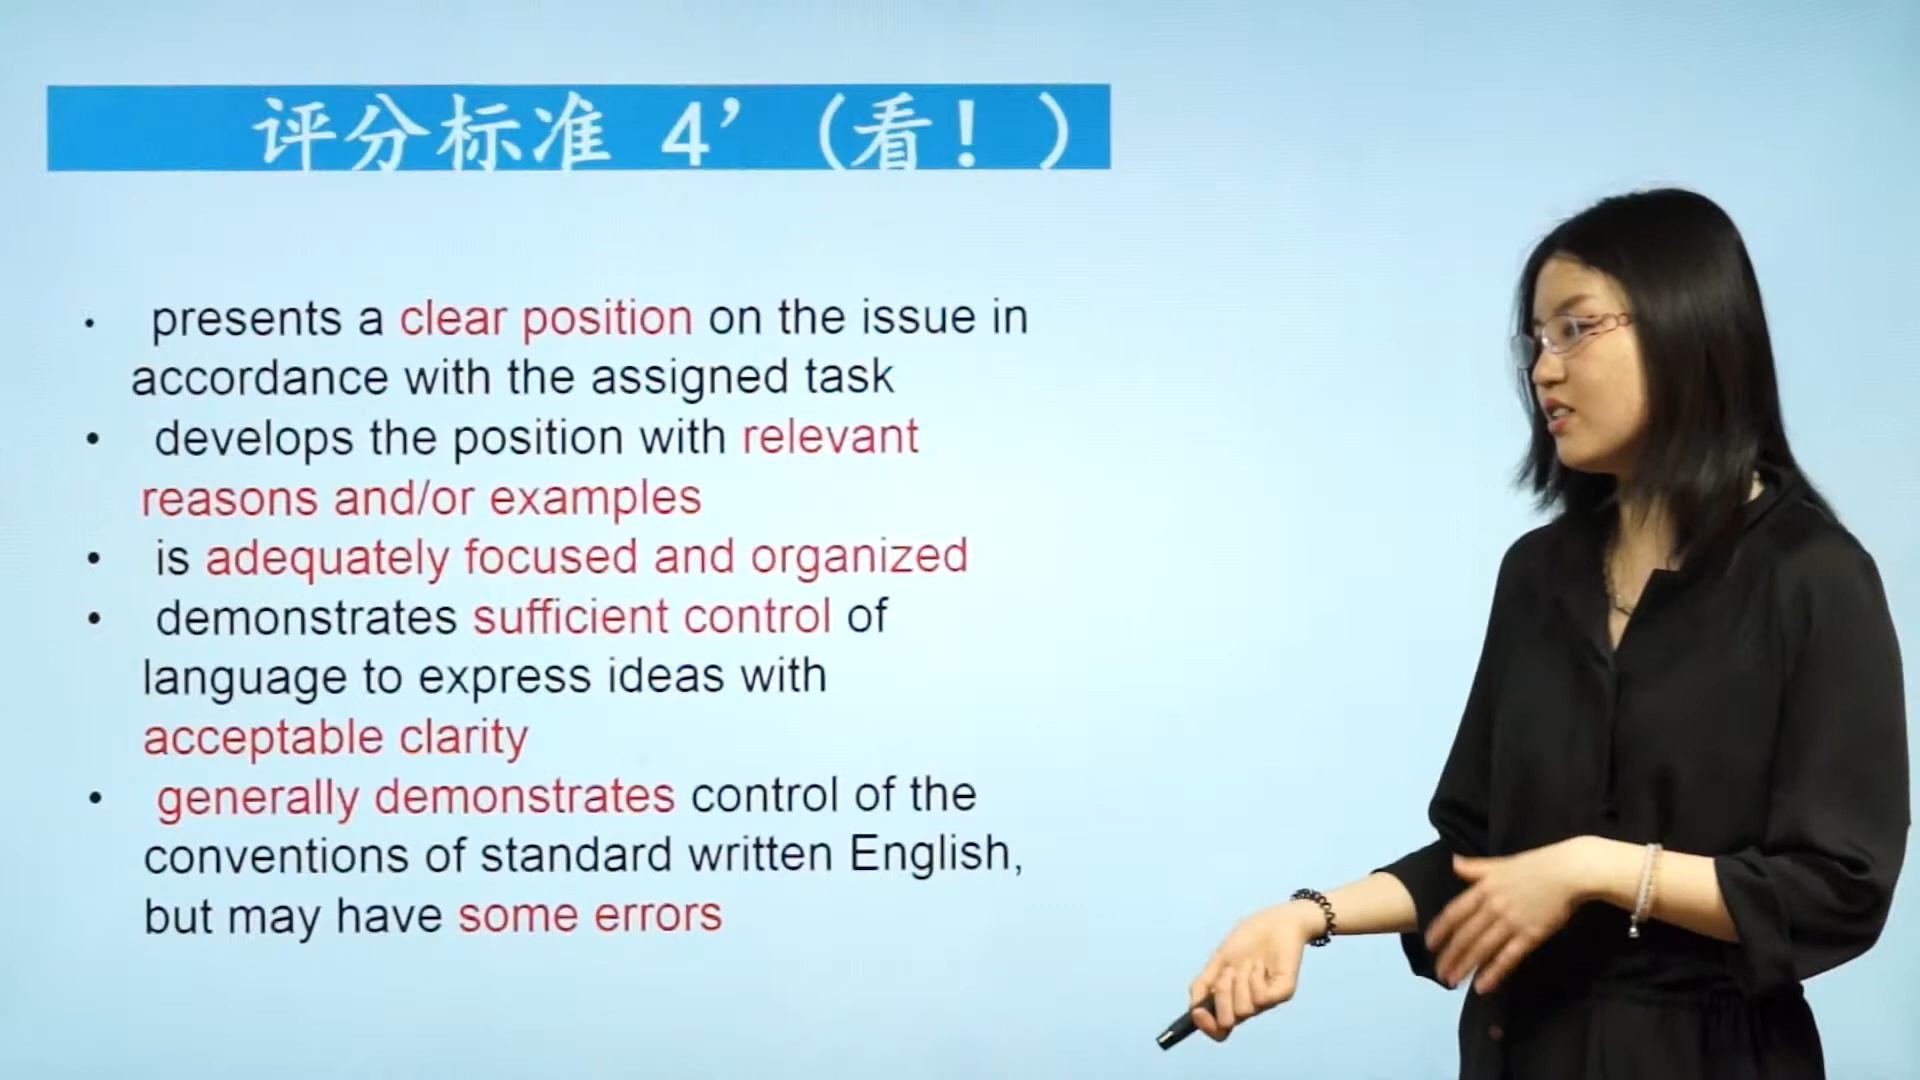 评分标准 4’（看！）
• presents a clear position on the issue in
accordance with the assigned task
• develops the position with relevant
reasons and/or examples
• is adequately focused and organized
• demonstrates sufficient control of
language to express ideas with
acceptable clarity
• generally demonstrates control of the
conventions of standard written English,
but may have some errors